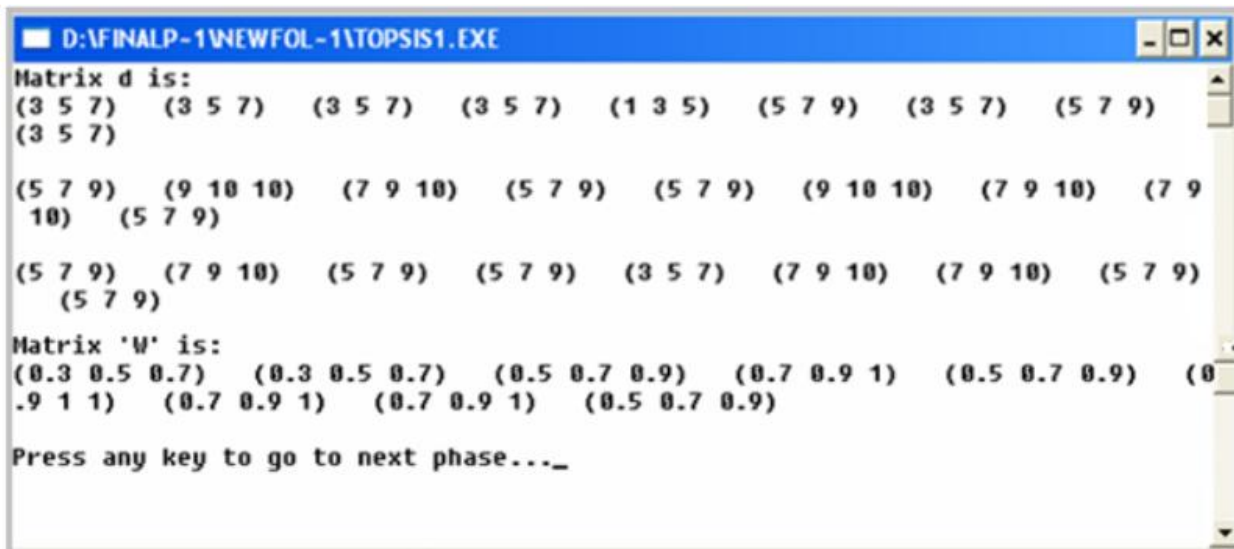 D:\FINALP~1\NEWFOL~1\TOPSIS1.EXE
Matrix d is:
(3 5 7) (3 5 7) (3 5 7) (3 5 7) (1 3 5) (5 7 9) (3 5 7) (5 7 9)
(3 5 7)
(5 7 9) (9 10 10) (7 9 10) (5 7 9) (5 7 9) (9 10 10) (7 9 10) (7 9
10) (5 7 9)
(5 7 9) (7 9 10) (5 7 9) (5 7 9) (3 5 7) (7 9 10) (7 9 10) (5 7 9)
(5 7 9)
Matrix 'W' is:
(0.3 0.5 0.7) (0.3 0.5 0.7) (0.5 0.7 0.9) (0.7 0.9 1) (0.5 0.7 0.9) (0
.9 1 1) (0.7 0.9 1) (0.7 0.9 1) (0.5 0.7 0.9)
Press any key to go to next phase..._